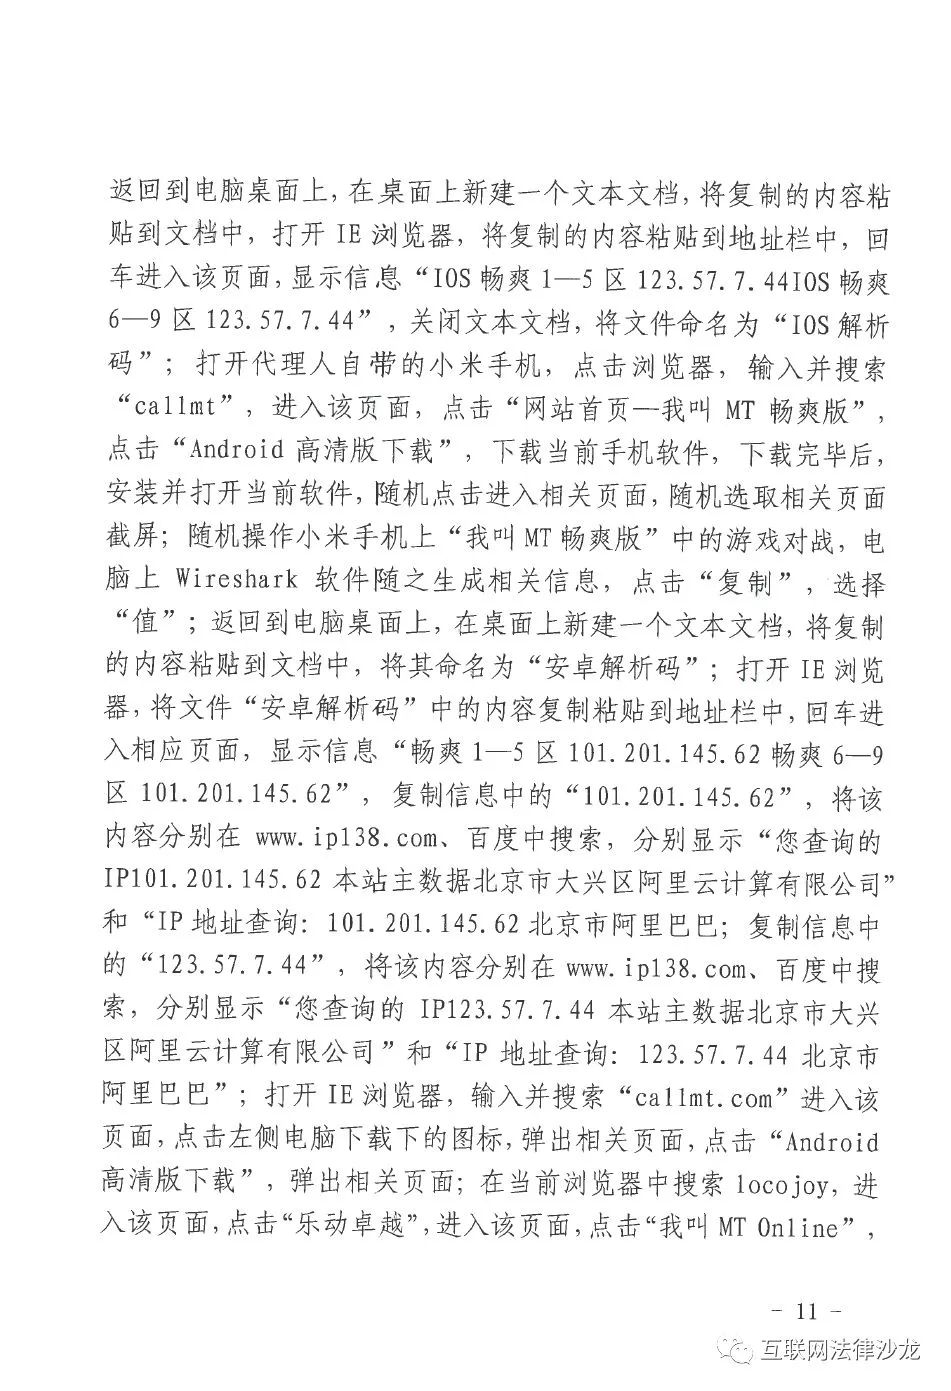 返回到电脑桌面上，在桌面上新建一个文本文档，将复制的内容粘
贴到文档中，打开 IE 浏览器，将复制的内容粘贴到地址栏中，回
车进入该页面，显示信息“IOS 畅爽 1—5 区 123.57.7.44IOS 畅爽
6—9 区 123.57.7.44”，关闭文本文档，将文件命名为“IOS 解析
码”；打开代理人自带的小米手机，点击浏览器，输入并搜索
“callmt”，进入该页面，点击“网站首页—我叫 MT 畅爽版”，
点击“Android 高清版下载”，下载当前手机软件，下载完毕后，
安装并打开当前软件，随机点击进入相关页面，随机选取相关页面
截屏；随机操作小米手机上“我叫 MT 畅爽版”中的游戏对战，电
脑上 Wireshark 软件随之生成相关信息，点击“复制”，选择
“值”；返回到电脑桌面上，在桌面上新建一个文本文档，将复制
的内容粘贴到文档中，将其命名为“安卓解析码”；打开 IE 浏览
器，将文件“安卓解析码”中的内容复制粘贴到地址栏中，回车进
入相应页面，显示信息“畅爽 1—5 区 101.201.145.62 畅爽 6—9
区 101.201.145.62”，复制信息中的“101.201.145.62”，将该
内容分别在 www.ip138.com、百度中搜索，分别显示“您查询的
IP101.201.145.62 本站主数据北京市大兴区阿里云计算有限公司”
和“IP 地址查询：101.201.145.62 北京市阿里巴巴；复制信息中
的“123.57.7.44”，将该内容分别在 www.ip138.com、百度中搜
索，分别显示“您查询的 IP123.57.7.44 本站主数据北京市大兴
区阿里云计算有限公司”和“IP 地址查询：123.57.7.44 北京市
阿里巴巴”；打开 IE 浏览器，输入并搜索“callmt.com”进入该
页面，点击左侧电脑下载下的图标，弹出相关页面，点击“Android
高清版下载”，弹出相关页面；在当前浏览器中搜索 locojoy，进
入该页面，点击“乐动卓越”，进入该页面，点击“我叫 MT Online”，
- 11 -
互联网法律沙龙